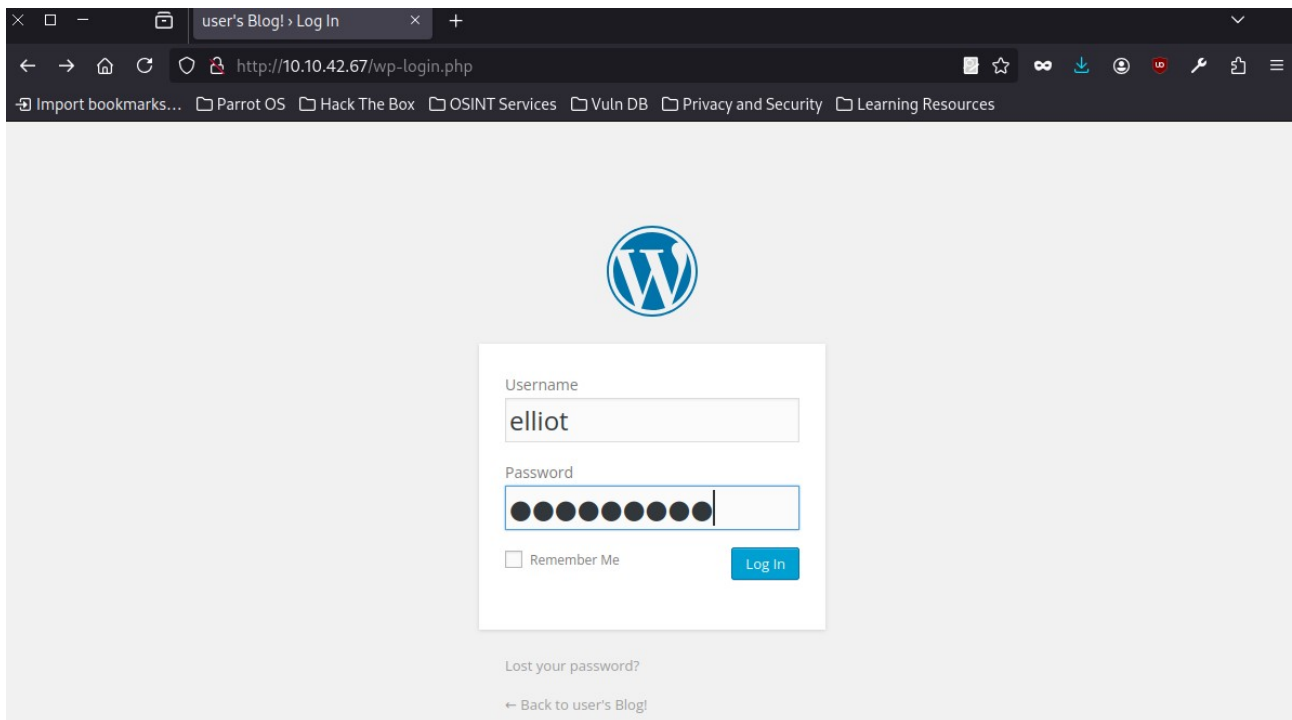 user's Blog! › Log In
http://10.10.42.67/wp-login.php
Import bookmarks... Parrot OS Hack The Box OSINT Services Vuln DB Privacy and Security Learning Resources
Username
elliot
Password
●●●●●●●●●
Remember Me
Log In
Lost your password?
← Back to user's Blog!